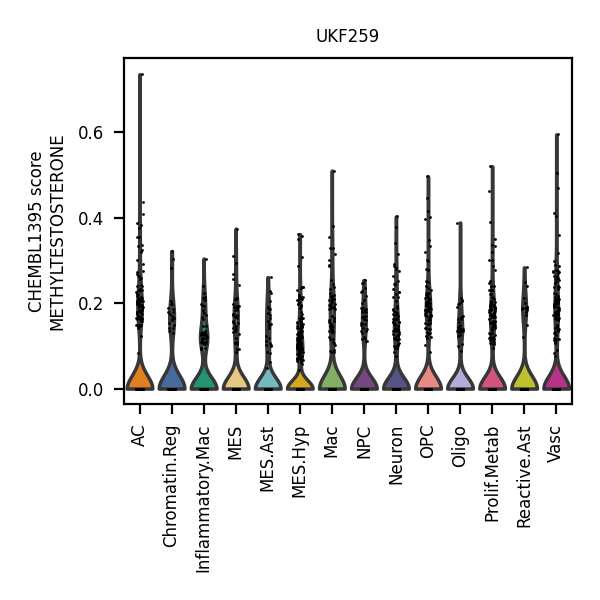 UKF259
CHEMBL1395 score
METHYLTESTOSTERONE
0.6
0.4
0.2
0.0
AC
Chromatin.Reg
Inflammatory.Mac
MES
MES.Ast
MES.Hyp
Mac
NPC
Neuron
OPC
Oligo
Prolif.Metab
Reactive.Ast
Vasc